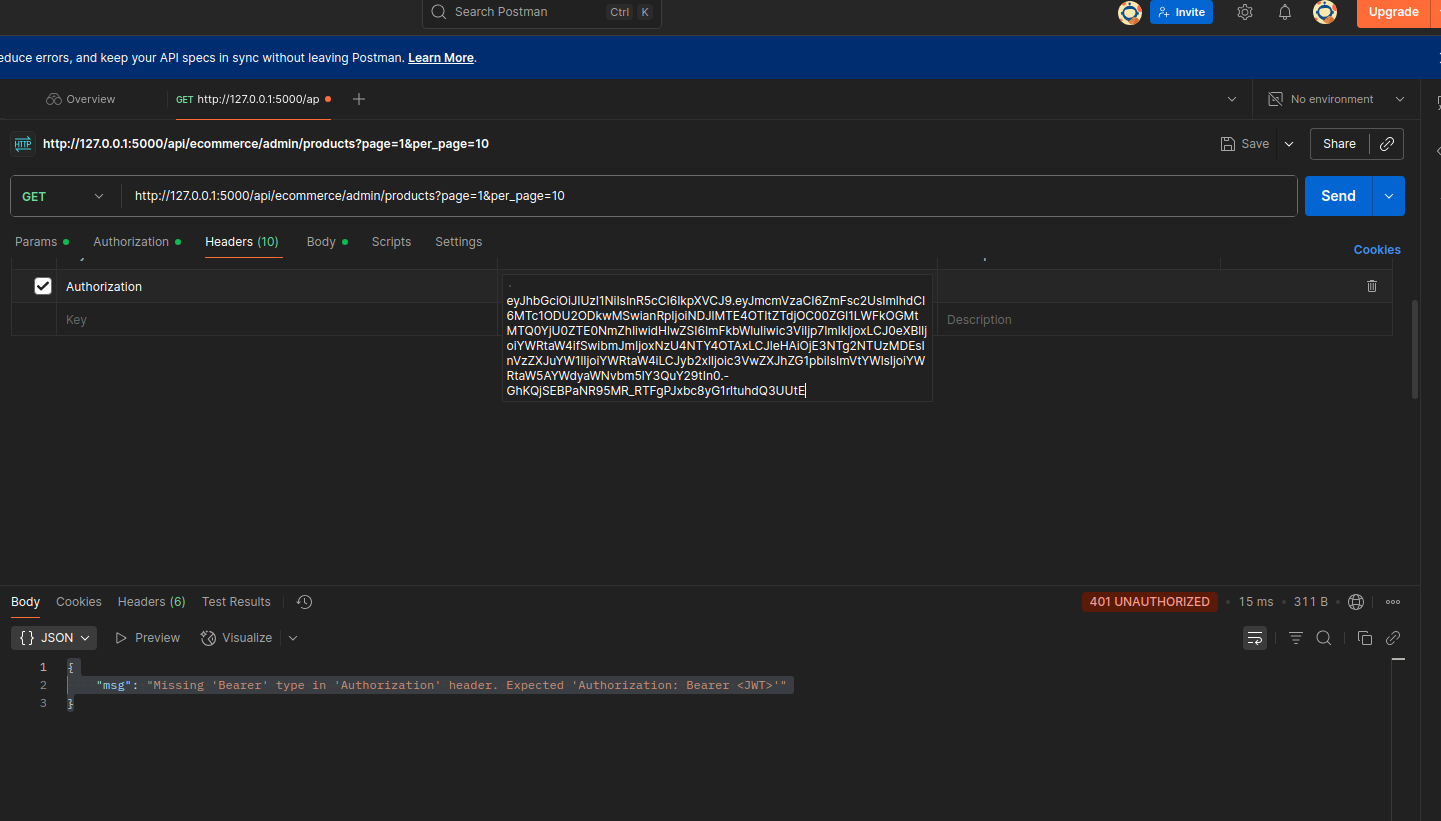 Search Postman
Ctrl
K
Invite
Upgrade
educe errors, and keep your API specs in sync without leaving Postman. Learn More.
Overview
GET http://127.0.0.1:5000/ap
No environment
HTTP
http://127.0.0.1:5000/api/ecommerce/admin/products?page=1&per_page=10
Save
Share
GET
http://127.0.0.1:5000/api/ecommerce/admin/products?page=1&per_page=10
Send
Params
Authorization
Headers (10)
Body
Scripts
Settings
Cookies
Authorization
Key
Description
Body
Cookies
Headers (6)
Test Results
401 UNAUTHORIZED
15 ms
311 B
{} JSON
Preview
Visualize
1 {
2 "msg": "Missing 'Bearer' type in 'Authorization' header. Expected 'Authorization: Bearer <JWT>'"
3 }